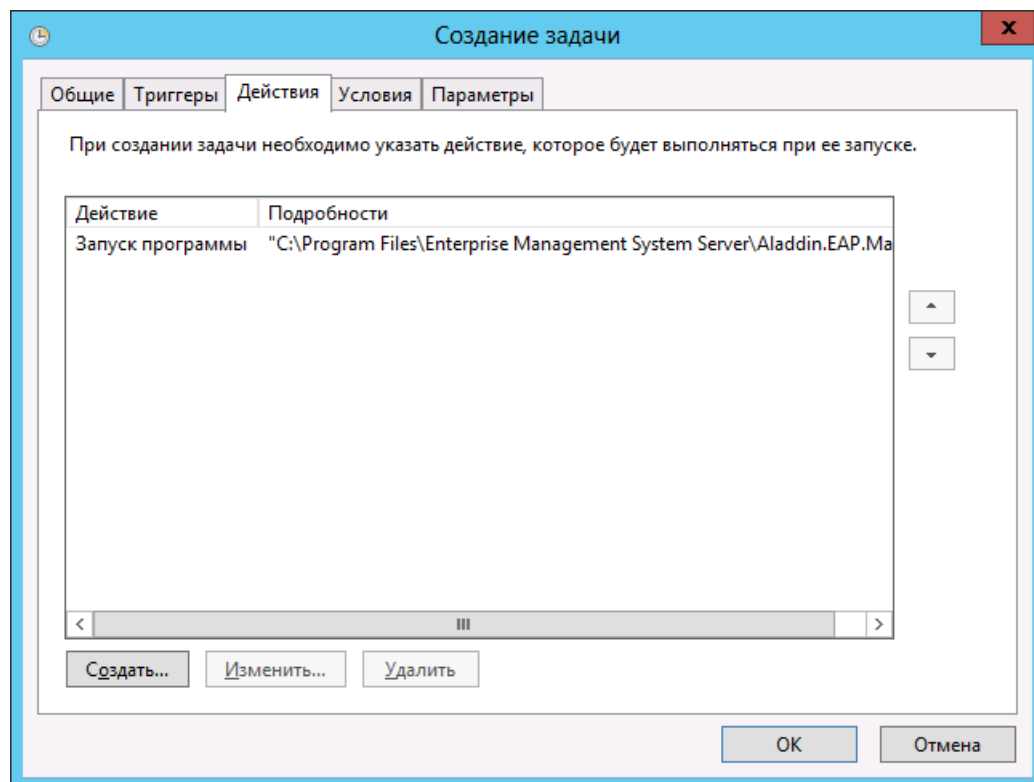 Создание задачи
x
Общие Триггеры Действия Условия Параметры
При создании задачи необходимо указать действие, которое будет выполняться при ее запуске.
Действие Подробности
Запуск программы "C:\Program Files\Enterprise Management System Server\Aladdin.EAP.Ma
Создать... Изменить... Удалить
ОК Отмена